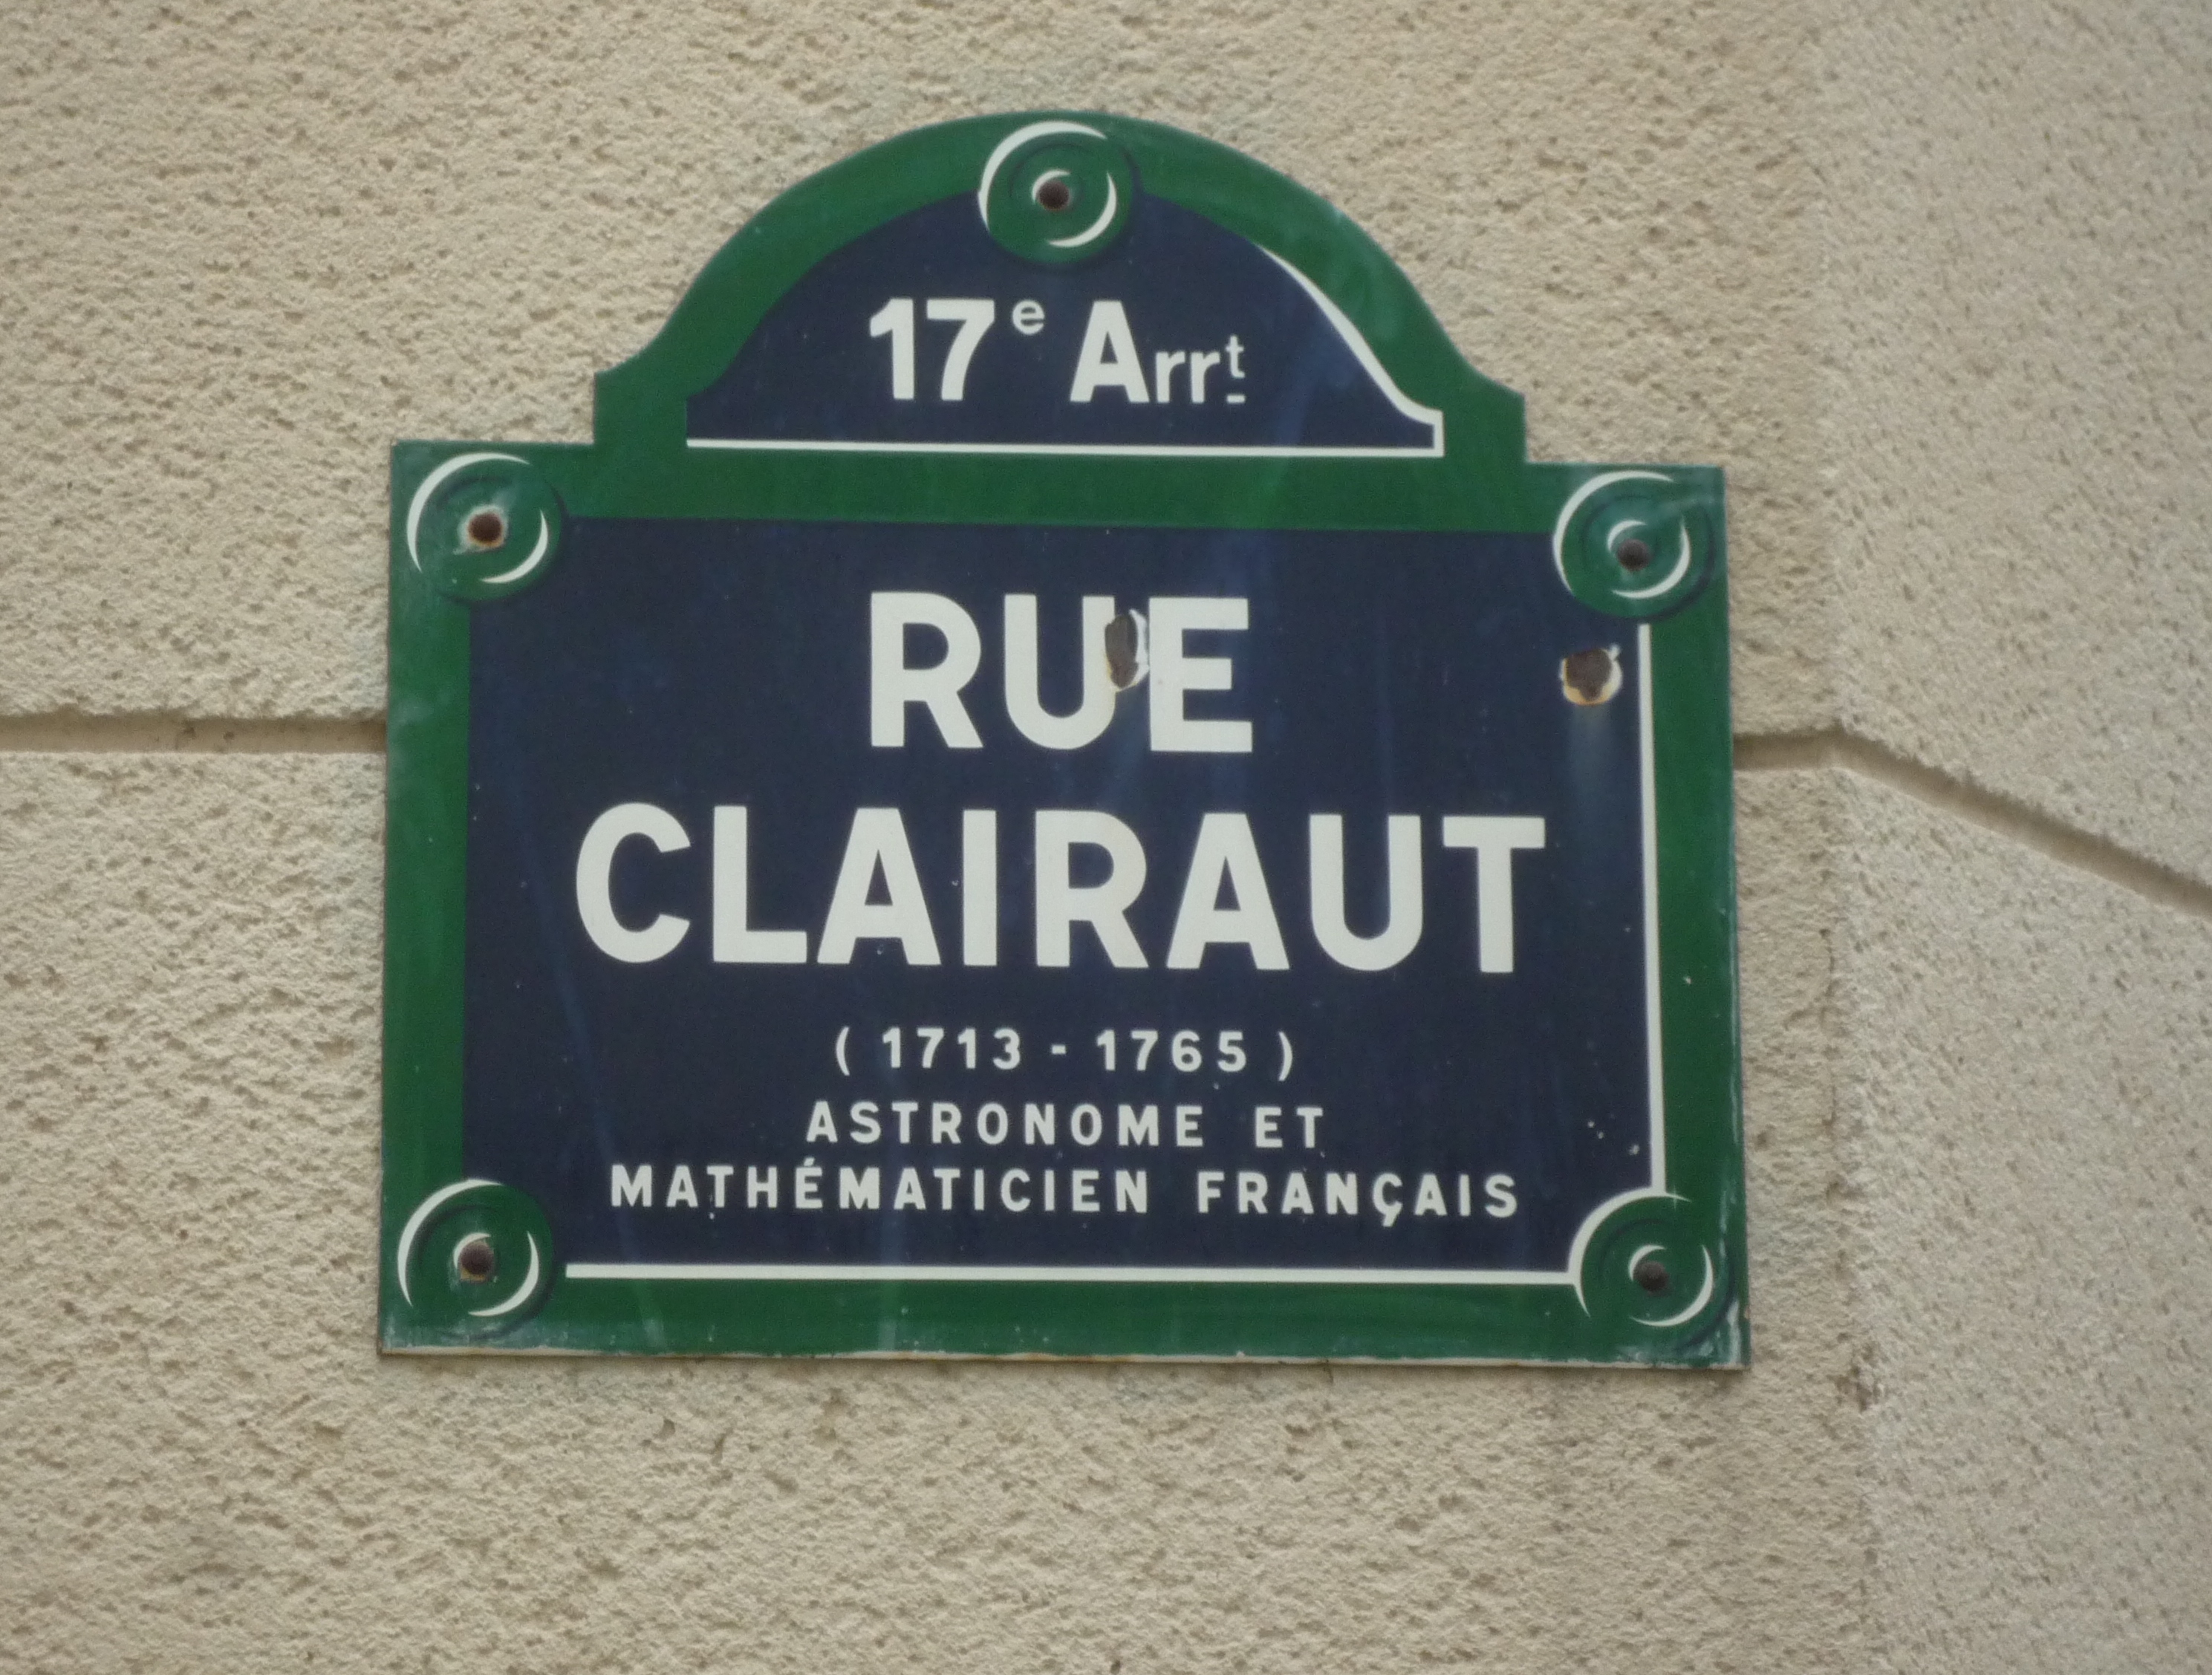 17e Arrt
RUE
CLAIRAUT
( 1713 - 1765 )
ASTRONOME ET
MATHÉMATICIEN FRANÇAIS